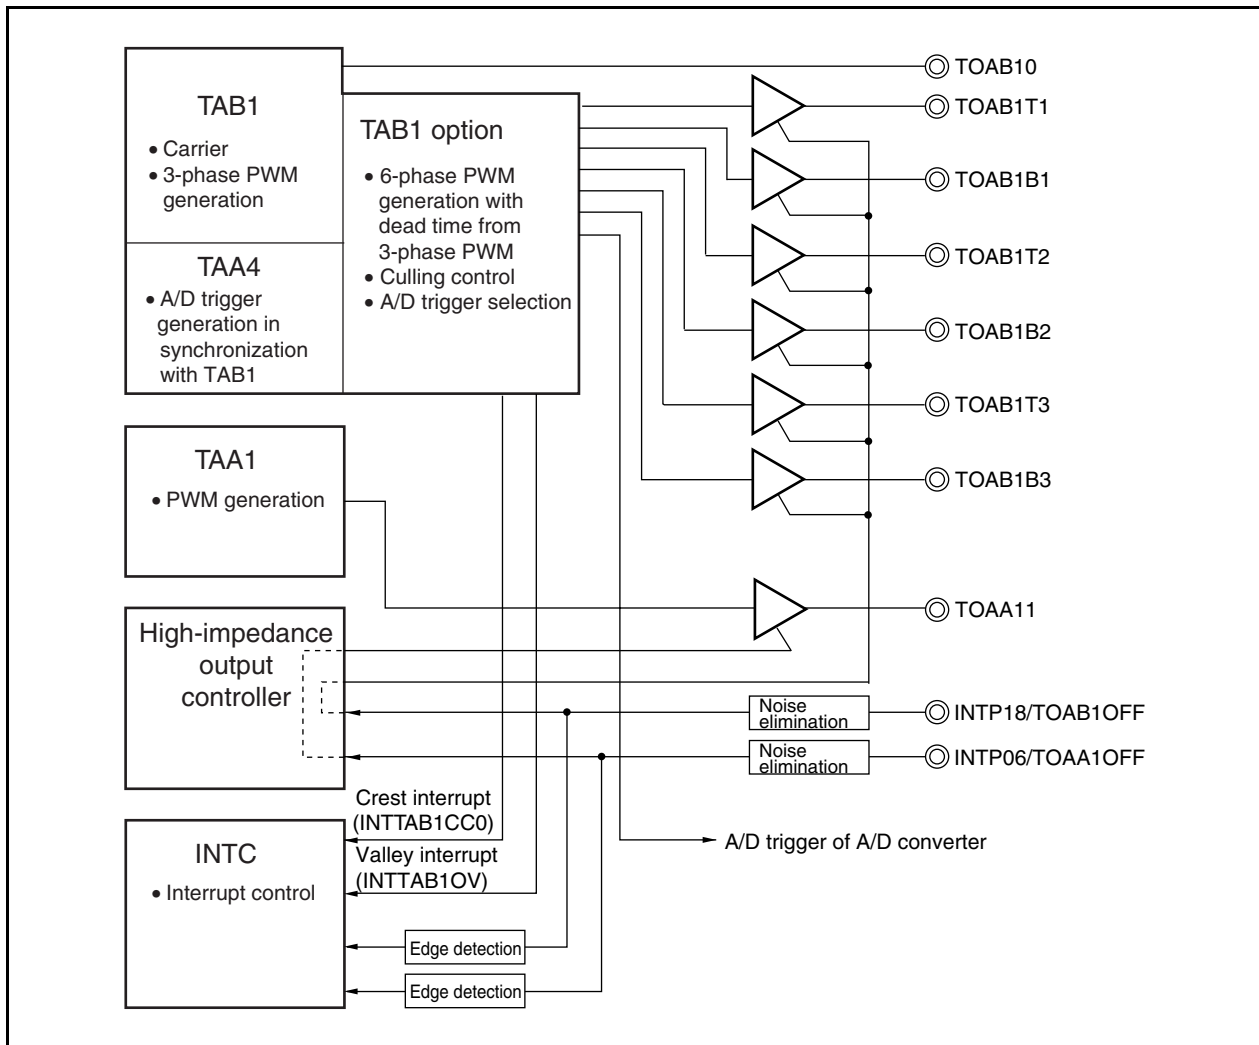 TAB1
• Carrier
• 3-phase PWM
generation
TAA4
• A/D trigger
generation in
synchronization
with TAB1
TAB1 option
• 6-phase PWM
generation with
dead time from
3-phase PWM
• Culling control
• A/D trigger selection
TOAB10
TOAB1T1
TOAB1B1
TOAB1T2
TOAB1B2
TOAB1T3
TOAB1B3
TAA1
• PWM generation
TOAA11
High-impedance
output
controller
Noise
elimination
INTP18/TOAB1OFF
Noise
elimination
INTP06/TOAA1OFF
Crest interrupt
(INTTAB1CC0)
Valley interrupt
(INTTAB1OV)
A/D trigger of A/D converter
INTC
• Interrupt control
Edge detection
Edge detection